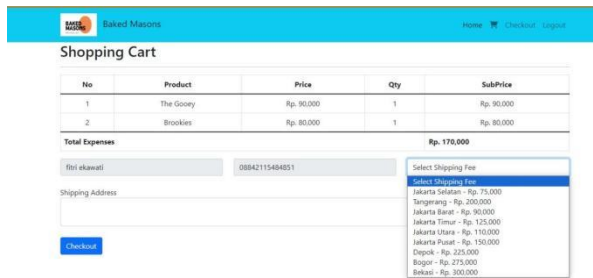 BAKED
MASONS
Baked Masons
Home Checkout Logout
Shopping Cart
No Product Price Qty SubPrice
1 The Gooey Rp. 90,000 1 Rp. 90,000
2 Brookies Rp. 80,000 1 Rp. 80,000
Total Expenses Rp. 170,000
fitri ekawati 08842115484851 Select Shipping Fee
Select Shipping Fee
Shipping Address
Jakarta Selatan - Rp. 75,000
Tangerang - Rp. 200,000
Jakarta Barat - Rp. 90,000
Jakarta Timur - Rp. 125,000
Jakarta Utara - Rp. 110,000
Jakarta Pusat - Rp. 150,000
Depok - Rp. 225,000
Bogor - Rp. 275,000
Bekasi - Rp. 300,000
Checkout